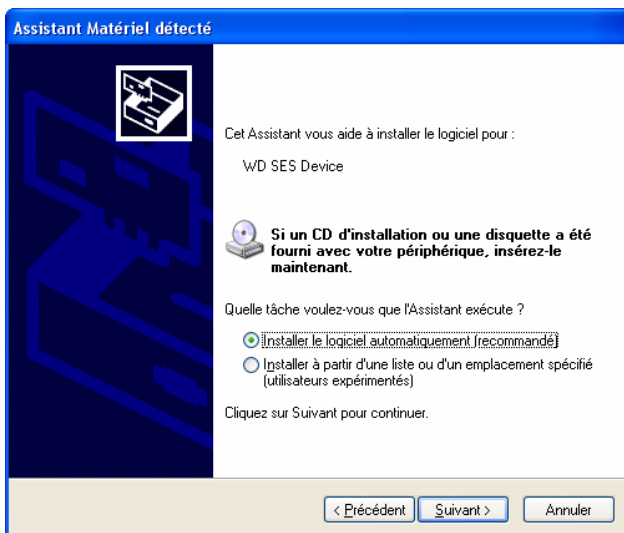 Assistant Matériel détecté
Cet Assistant vous aide à installer le logiciel pour :
WD SES Device
Si un CD d'installation ou une disquette a été
fourni avec votre périphérique, insérez-le
maintenant.
Quelle tâche voulez-vous que l'Assistant exécute ?
Installer le logiciel automatiquement (recommandé)
Installer à partir d'une liste ou d'un emplacement spécifié
(utilisateurs expérimentés)
Cliquez sur Suivant pour continuer.
< Précédent Suivant > Annuler